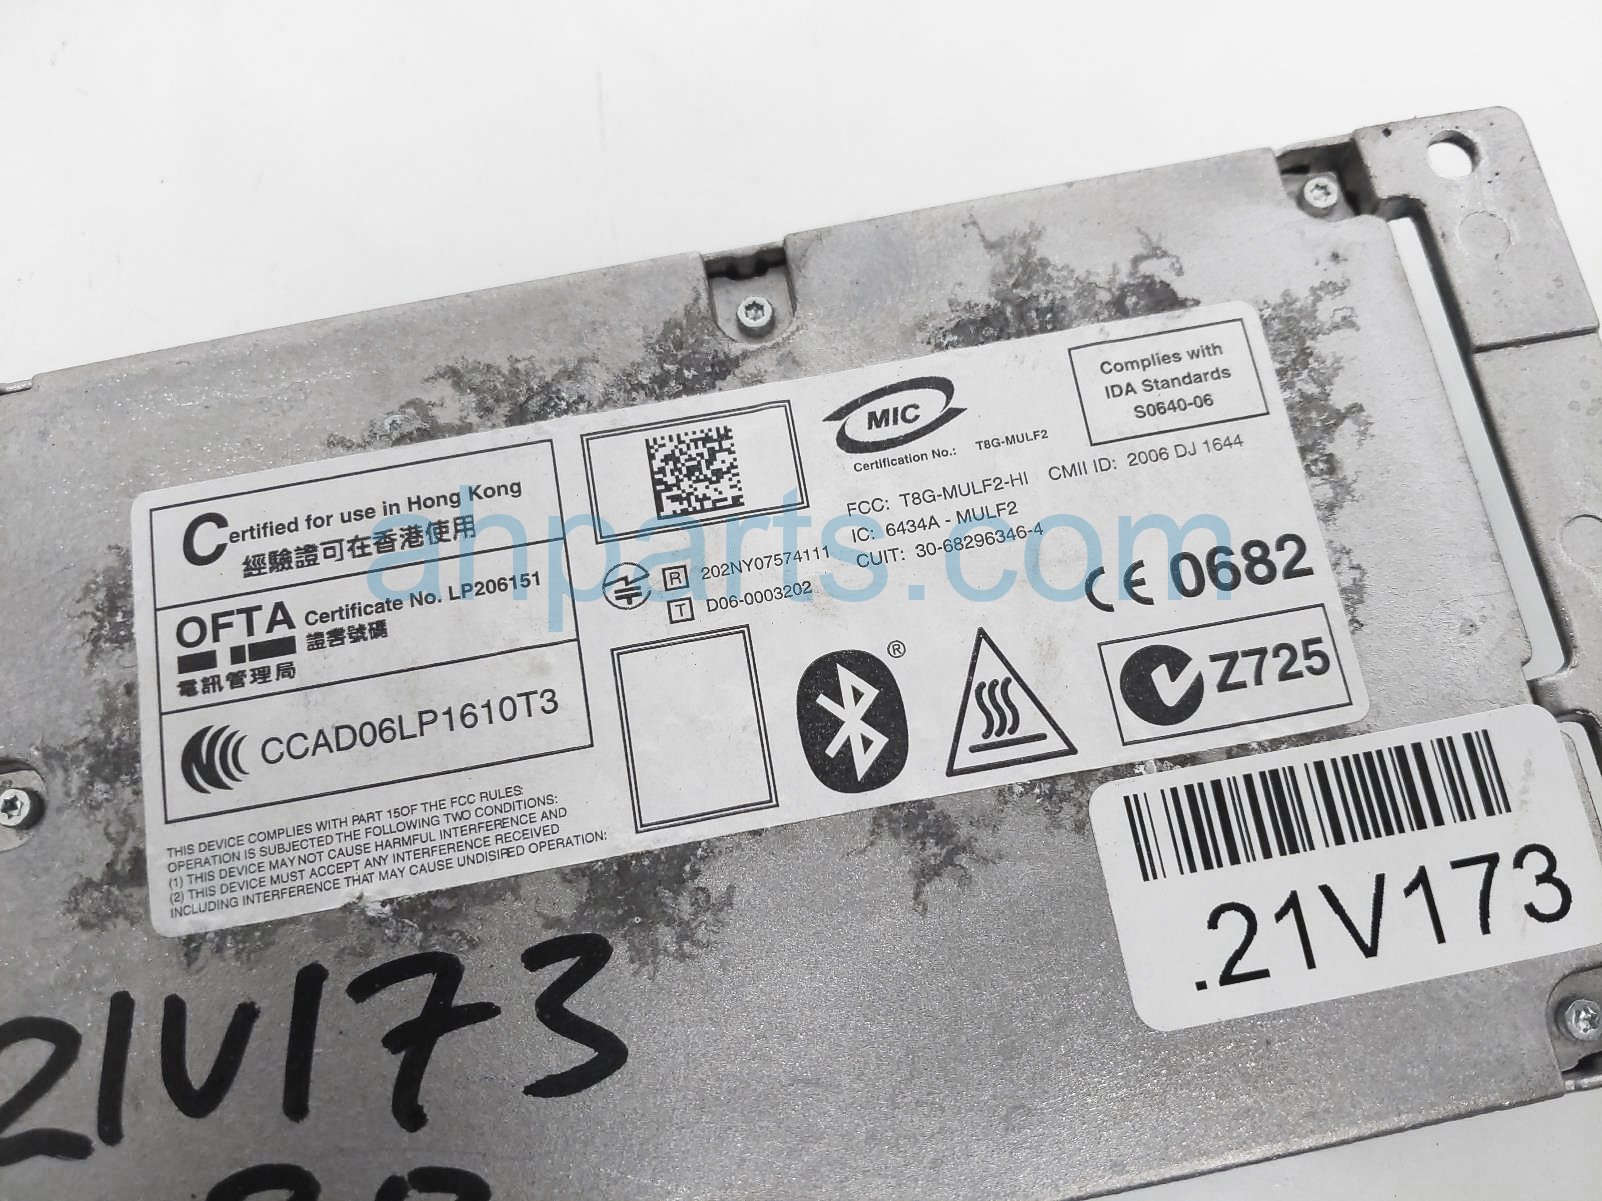 Certified for use in Hong Kong
經驗證可在香港使用
OFTA Certificate No. LP206151
證書號碼
電訊管理局
CCAD06LP1610T3
THIS DEVICE COMPLIES WITH PART 15OF THE FCC RULES:
OPERATION IS SUBJECTED THE FOLLOWING TWO CONDITIONS:
(1) THIS DEVICE MAY NOT CAUSE HARMFUL INTERFERENCE AND
(2) THIS DEVICE MUST ACCEPT ANY INTERFERENCE RECEIVED
INCLUDING INTERFERENCE THAT MAY CAUSE UNDISIRED OPERATION:
R 202NY07574111
T D06-0003202
MIC
Certification No.: T8G-MULF2
Complies with
IDA Standards
S0640-06
FCC: T8G-MULF2-HI CMII ID: 2006 DJ 1644
IC: 6434A - MULF2
CUIT: 30-68296346-4
CE 0682
®
Z725
.21V173
21V173
ahparts.com